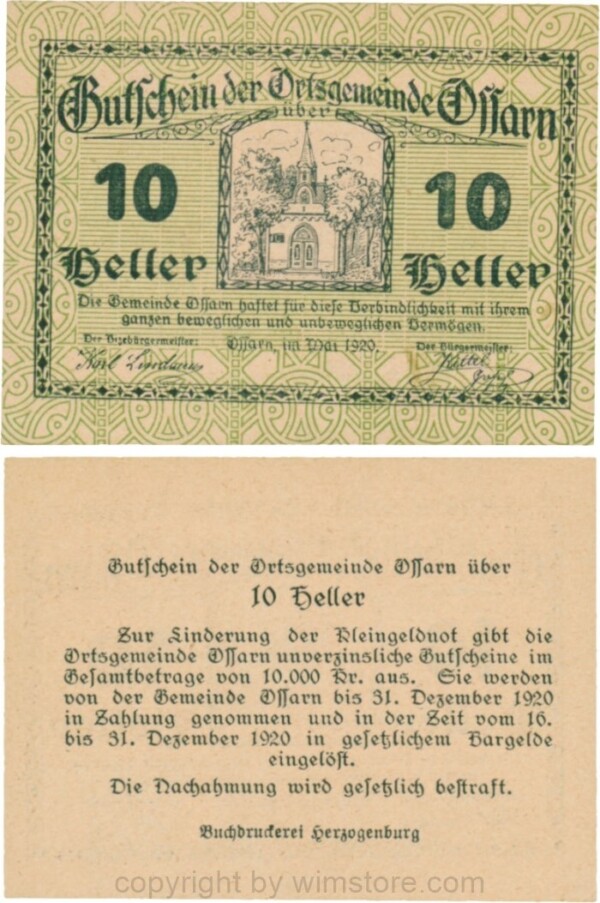 Gutschein der Ortsgemeinde Ossarn
über
10 10
Heller Heller
Die Gemeinde Ossarn haftet für diese Verbindlichkeit mit ihrem
ganzen beweglichen und unbeweglichen Vermögen.
Der Vizebürgermeister: Ossarn, im Mai 1920. Der Bürgermeister:
Karl
Gutschein der Ortsgemeinde Ossarn über
10 Heller
Zur Linderung der Kleingeldnot gibt die
Ortsgemeinde Ossarn unverzinsliche Gutscheine im
Gesamtbetrage von 10.000 Kr. aus. Sie werden
von der Gemeinde Ossarn bis 31. Dezember 1920
in Zahlung genommen und in der Zeit vom 16.
bis 31. Dezember 1920 in gesetzlichem Bargelde
eingelöst.
Die Nachahmung wird gesetzlich bestraft.
Buchdruckerei Herzogenburg
copyright by wimstore.com